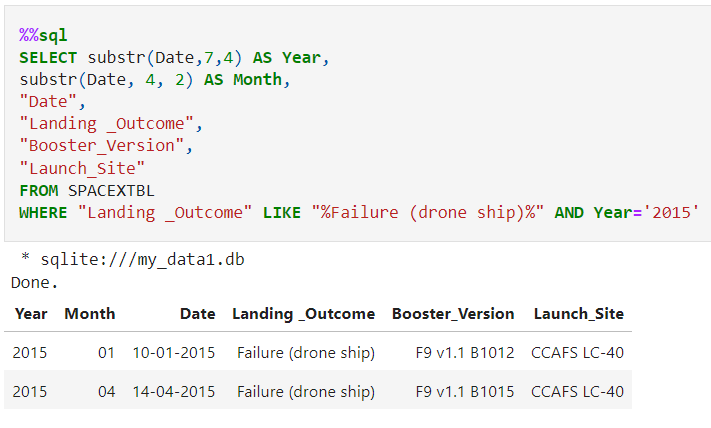 %%sql
SELECT substr(Date,7,4) AS Year,
substr(Date, 4, 2) AS Month,
"Date",
"Landing _Outcome",
"Booster_Version",
"Launch_Site"
FROM SPACEXTBL
WHERE "Landing _Outcome" LIKE "%Failure (drone ship)%" AND Year='2015'
* sqlite:///my_data1.db
Done.
Year Month Date Landing _Outcome Booster_Version Launch_Site
2015 01 10-01-2015 Failure (drone ship) F9 v1.1 B1012 CCAFS LC-40
2015 04 14-04-2015 Failure (drone ship) F9 v1.1 B1015 CCAFS LC-40